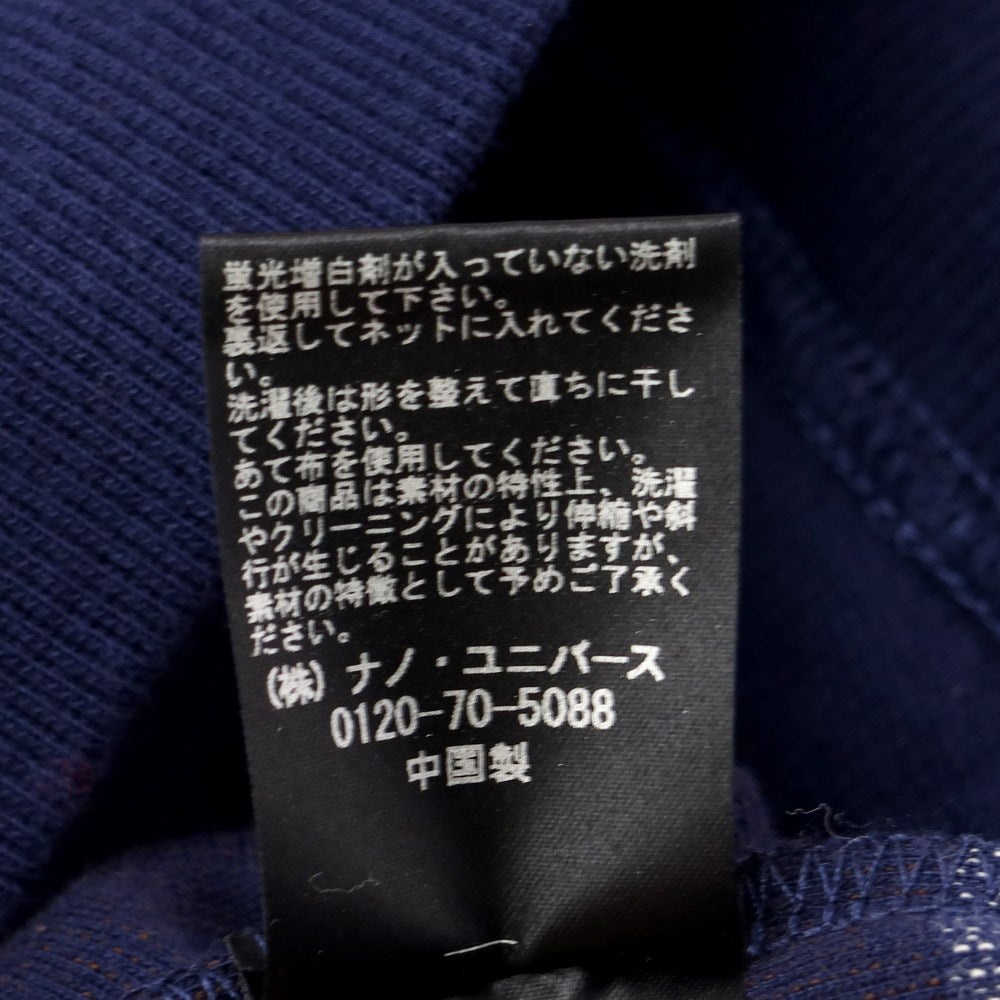 蛍光増白剤が入っていない洗剤
を使用して下さい。
裏返してネットに入れてくださ
い。
洗濯後は形を整えて直ちに干し
てください。
あて布を使用してください。
この商品は素材の特性上、洗濯
やクリーニングにより伸縮や斜
行が生じることがありますが、
素材の特徴として予めご了承く
ださい。
(株) ナノ・ユニバース
0120-70-5088
中国製